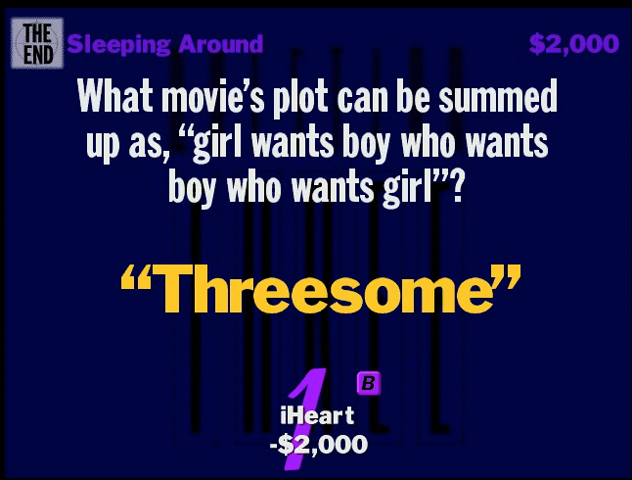 THE
END
Sleeping Around
$2,000
What movie's plot can be summed
up as, “girl wants boy who wants
boy who wants girl”?
“Threesome”
1
B
iHeart
-$2,000